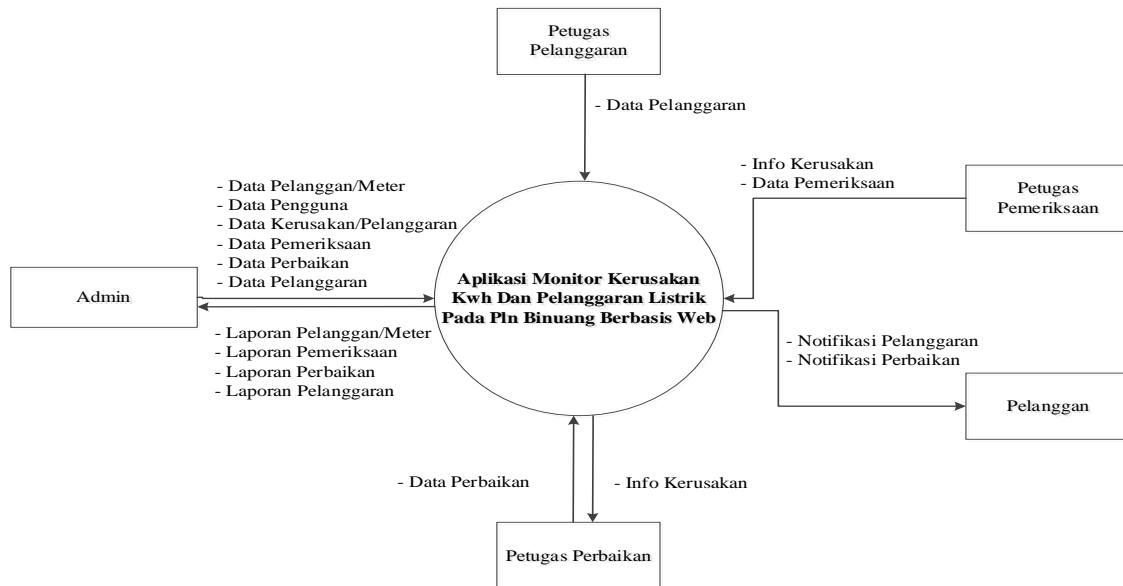 Petugas
Pelanggaran
- Data Pelanggaran
- Info Kerusakan
- Data Pemeriksaan
Petugas
Pemeriksaan
- Data Pelanggan/Meter
- Data Pengguna
- Data Kerusakan/Pelanggaran
- Data Pemeriksaan
- Data Perbaikan
- Data Pelanggaran
Admin
Aplikasi Monitor Kerusakan
Kwh Dan Pelanggaran Listrik
Pada Pln Binuang Berbasis Web
- Laporan Pelanggan/Meter
- Laporan Pemeriksaan
- Laporan Perbaikan
- Laporan Pelanggaran
- Notifikasi Pelanggaran
- Notifikasi Perbaikan
Pelanggan
- Data Perbaikan
- Info Kerusakan
Petugas Perbaikan